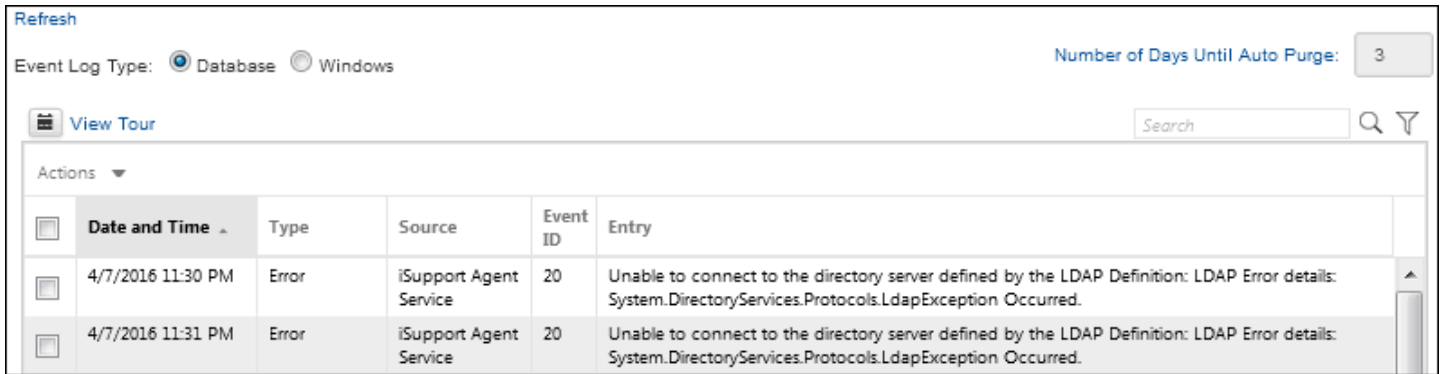 Refresh
Event Log Type: Database Windows
Number of Days Until Auto Purge: 3
View Tour
Search
Actions
Date and Time Type Source Event ID Entry
4/7/2016 11:30 PM Error iSupport Agent Service 20 Unable to connect to the directory server defined by the LDAP Definition: LDAP Error details:
System.DirectoryServices.Protocols.LdapException Occurred.
4/7/2016 11:31 PM Error iSupport Agent Service 20 Unable to connect to the directory server defined by the LDAP Definition: LDAP Error details:
System.DirectoryServices.Protocols.LdapException Occurred.